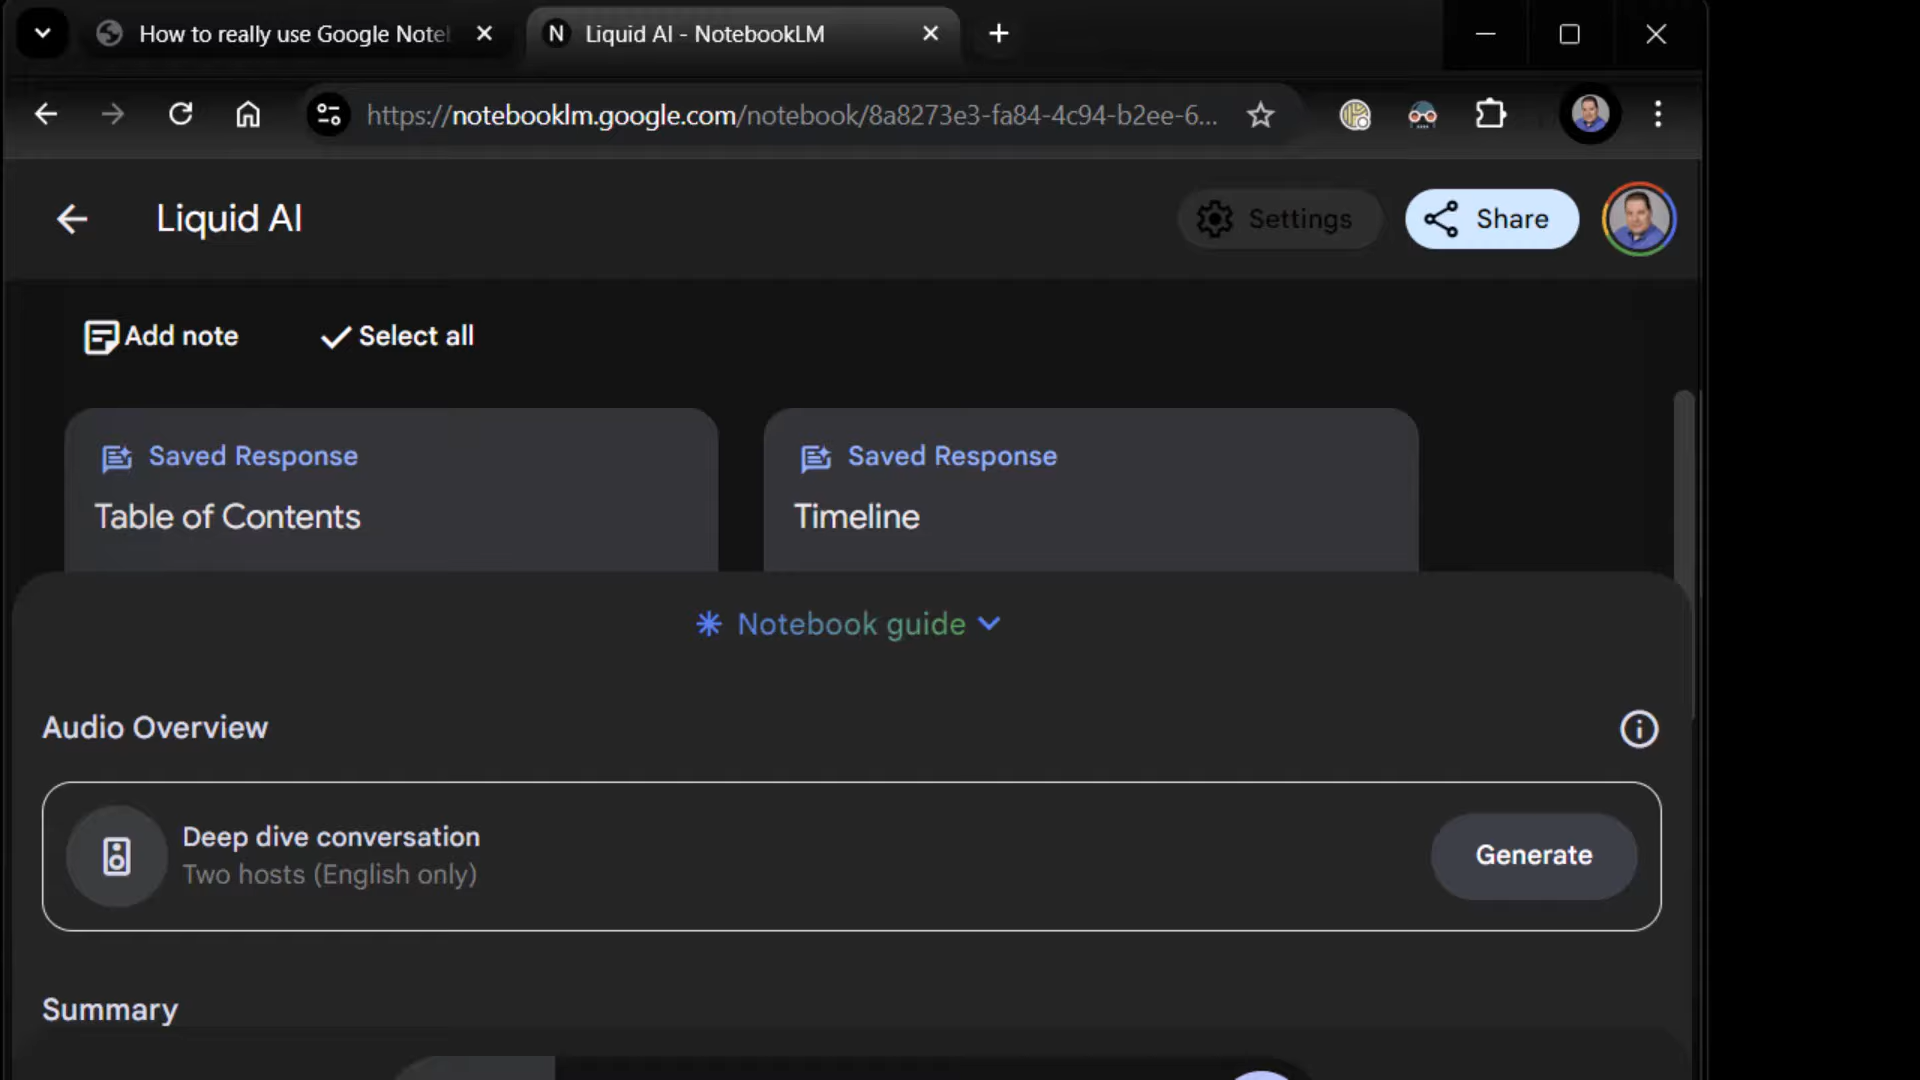 How to really use Google Note
Liquid AI - NotebookLM
https://notebooklm.google.com/notebook/8a8273e3-fa84-4c94-b2ee-6...
Liquid AI
Settings
Share
Add note
Select all
Saved Response
Table of Contents
Saved Response
Timeline
Notebook guide
Audio Overview
Deep dive conversation
Two hosts (English only)
Generate
Summary